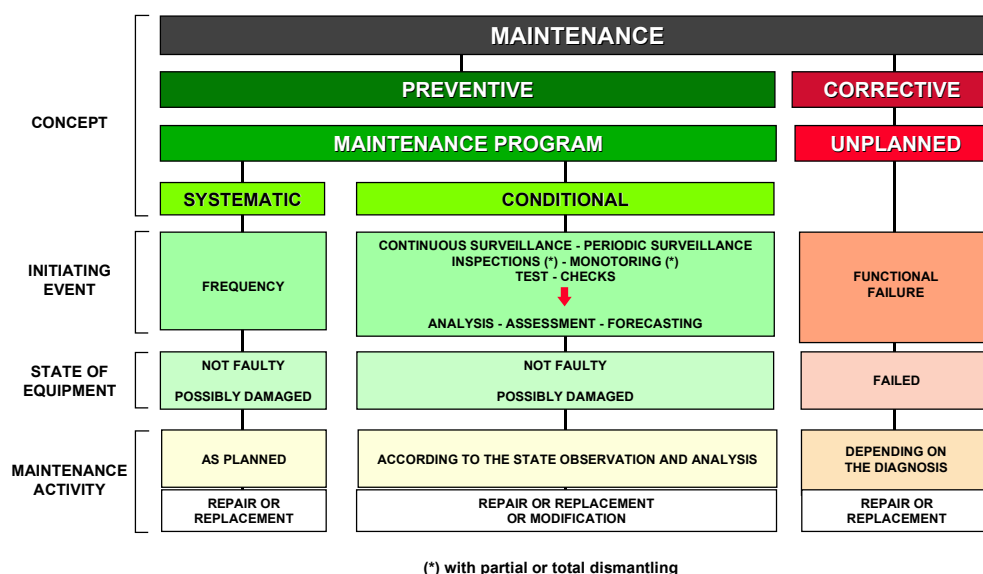 MAINTENANCE
PREVENTIVE
CORRECTIVE
CONCEPT
MAINTENANCE PROGRAM
UNPLANNED
SYSTEMATIC
CONDITIONAL
INITIATING
EVENT
FREQUENCY
CONTINUOUS SURVEILLANCE - PERIODIC SURVEILLANCE
INSPECTIONS (*) - MONOTORING (*)
TEST - CHECKS
ANALYSIS - ASSESSMENT - FORECASTING
FUNCTIONAL
FAILURE
STATE OF
EQUIPMENT
NOT FAULTY
POSSIBLY DAMAGED
NOT FAULTY
POSSIBLY DAMAGED
FAILED
MAINTENANCE
ACTIVITY
AS PLANNED
ACCORDING TO THE STATE OBSERVATION AND ANALYSIS
DEPENDING ON
THE DIAGNOSIS
REPAIR OR
REPLACEMENT
REPAIR OR REPLACEMENT
OR MODIFICATION
REPAIR OR
REPLACEMENT
(*) with partial or total dismantling